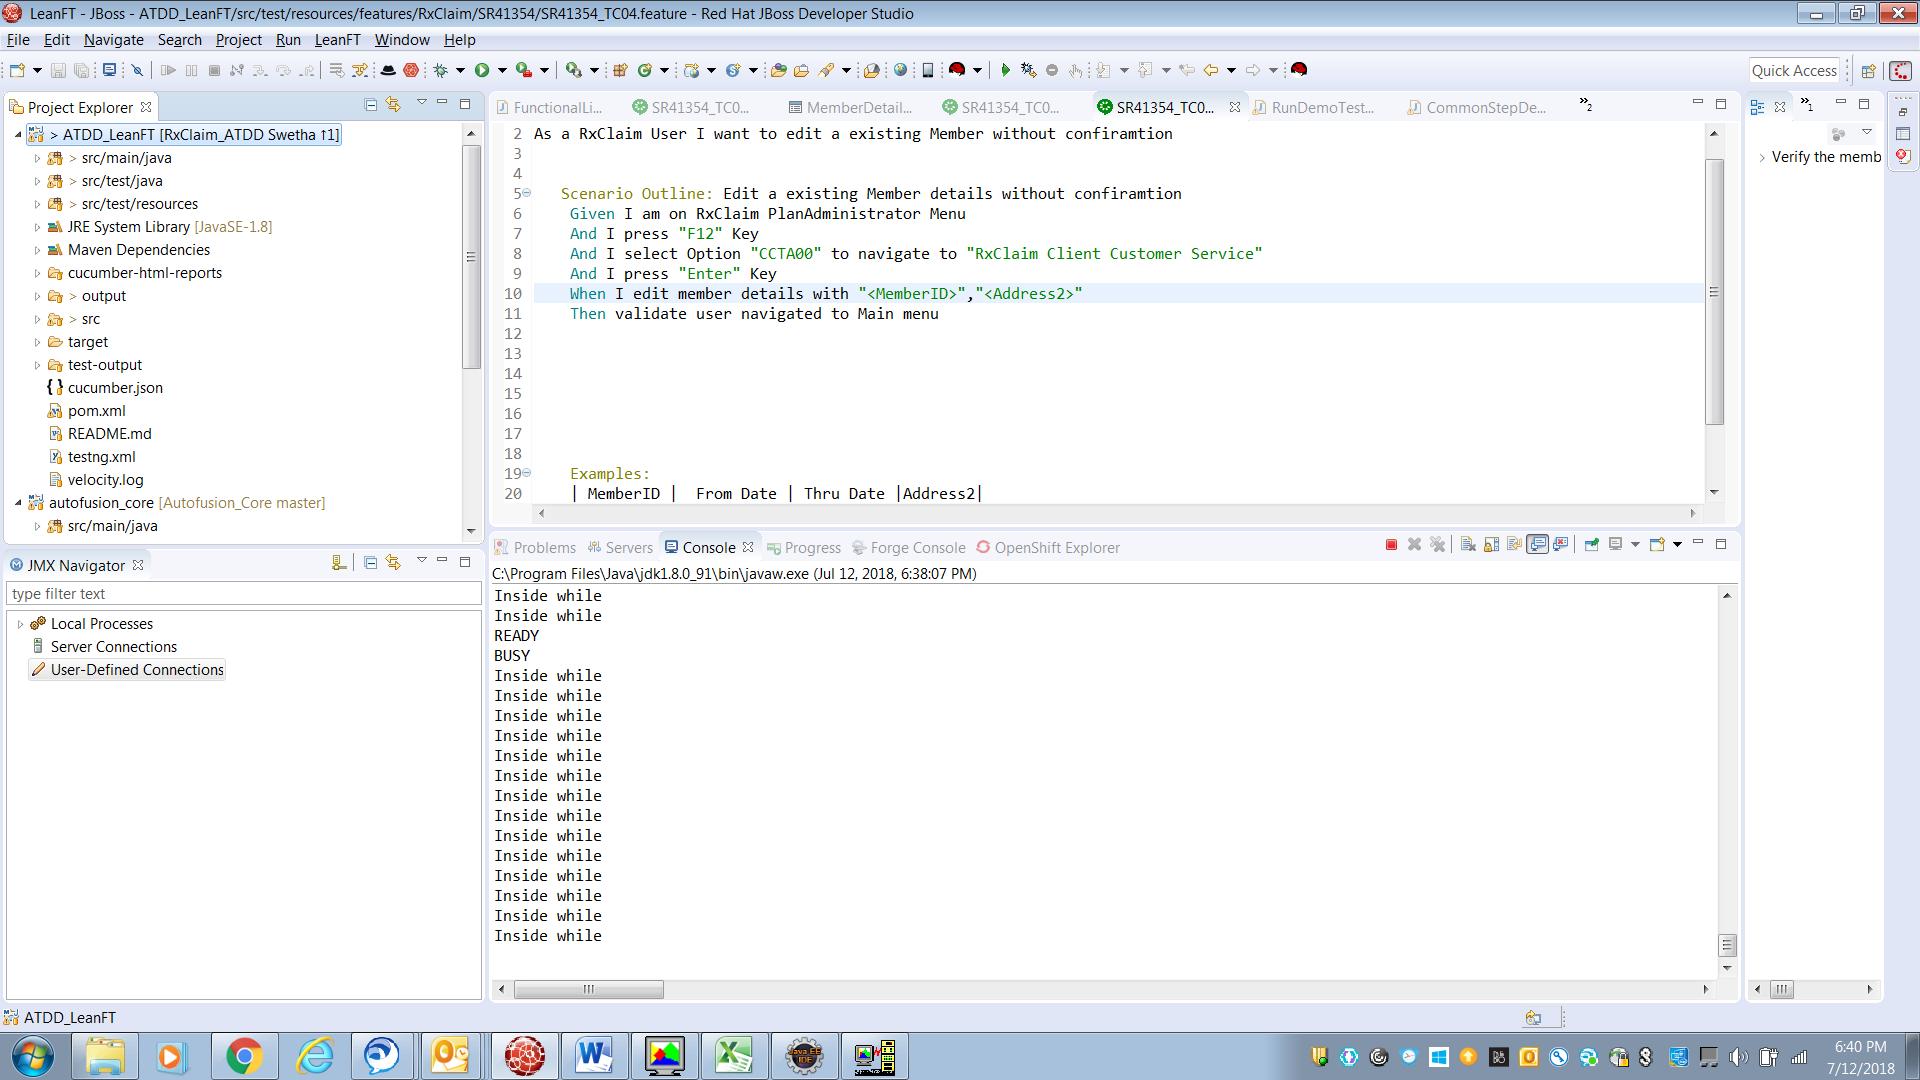 LeanFT - JBoss - ATDD_LeanFT/src/test/resources/features/RxClaim/SR41354/SR41354_TC04.feature - Red Hat JBoss Developer Studio
File Edit Navigate Search Project Run LeanFT Window Help
Quick Access
Project Explorer
> ATDD_LeanFT [RxClaim_ATDD Swetha ↑1]
> src/main/java
> src/test/java
> src/test/resources
JRE System Library [JavaSE-1.8]
Maven Dependencies
cucumber-html-reports
> output
> src
target
test-output
cucumber.json
pom.xml
README.md
testng.xml
velocity.log
autofusion_core [Autofusion_Core master]
src/main/java
JMX Navigator
type filter text
Local Processes
Server Connections
User-Defined Connections
FunctionalLi... SR41354_TC0... MemberDetail... SR41354_TC0... SR41354_TC0... RunDemoTest... CommonStepDe... »2
2 As a RxClaim User I want to edit a existing Member without confiramtion
3
4
5 Scenario Outline: Edit a existing Member details without confiramtion
6 Given I am on RxClaim PlanAdministrator Menu
7 And I press "F12" Key
8 And I select Option "CCTA00" to navigate to "RxClaim Client Customer Service"
9 And I press "Enter" Key
10 When I edit member details with "<MemberID>","<Address2>"
11 Then validate user navigated to Main menu
12
13
14
15
16
17
18
19 Examples:
20 | MemberID | From Date | Thru Date |Address2|
»1
Verify the memb
Problems Servers Console Progress Forge Console OpenShift Explorer
C:\Program Files\Java\jdk1.8.0_91\bin\javaw.exe (Jul 12, 2018, 6:38:07 PM)
Inside while
Inside while
READY
BUSY
Inside while
Inside while
Inside while
Inside while
Inside while
Inside while
Inside while
Inside while
Inside while
Inside while
Inside while
Inside while
Inside while
Inside while
ATDD_LeanFT
6:40 PM
7/12/2018